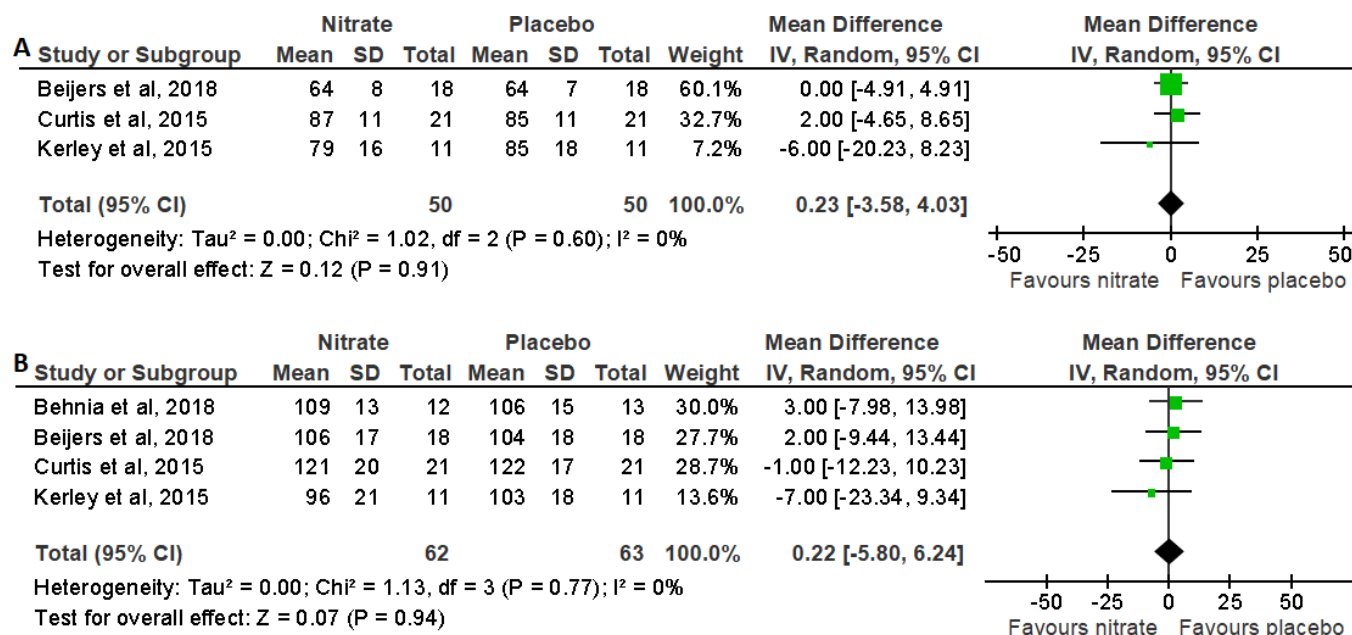 Nitrate Placebo Mean Difference Mean Difference
A Study or Subgroup Mean SD Total Mean SD Total Weight IV, Random, 95% CI IV, Random, 95% CI
Beijers et al, 2018 64 8 18 64 7 18 60.1% 0.00 [-4.91, 4.91]
Curtis et al, 2015 87 11 21 85 11 21 32.7% 2.00 [-4.65, 8.65]
Kerley et al, 2015 79 16 11 85 18 11 7.2% -6.00 [-20.23, 8.23]
Total (95% CI) 50 50 100.0% 0.23 [-3.58, 4.03]
Heterogeneity: Tau² = 0.00; Chi² = 1.02, df = 2 (P = 0.60); I² = 0%
Test for overall effect: Z = 0.12 (P = 0.91)
-50 -25 0 25 50
Favours nitrate Favours placebo
Nitrate Placebo Mean Difference Mean Difference
B Study or Subgroup Mean SD Total Mean SD Total Weight IV, Random, 95% CI IV, Random, 95% CI
Behnia et al, 2018 109 13 12 106 15 13 30.0% 3.00 [-7.98, 13.98]
Beijers et al, 2018 106 17 18 104 18 18 27.7% 2.00 [-9.44, 13.44]
Curtis et al, 2015 121 20 21 122 17 21 28.7% -1.00 [-12.23, 10.23]
Kerley et al, 2015 96 21 11 103 18 11 13.6% -7.00 [-23.34, 9.34]
Total (95% CI) 62 63 100.0% 0.22 [-5.80, 6.24]
Heterogeneity: Tau² = 0.00; Chi² = 1.13, df = 3 (P = 0.77); I² = 0%
Test for overall effect: Z = 0.07 (P = 0.94)
-50 -25 0 25 50
Favours nitrate Favours placebo